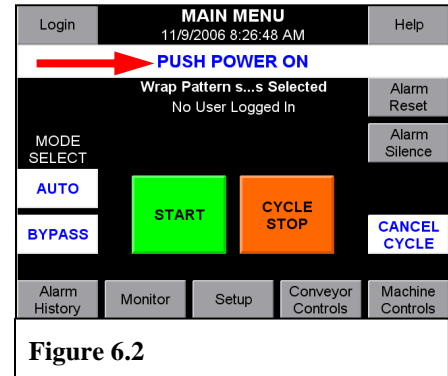 Login
MAIN MENU
11/9/2006 8:26:48 AM
Help
PUSH POWER ON
Wrap Pattern s...s Selected
No User Logged In
Alarm
Reset
Alarm
Silence
MODE
SELECT
AUTO
BYPASS
START
CYCLE
STOP
CANCEL
CYCLE
Alarm
History
Monitor
Setup
Conveyor
Controls
Machine
Controls
Figure 6.2